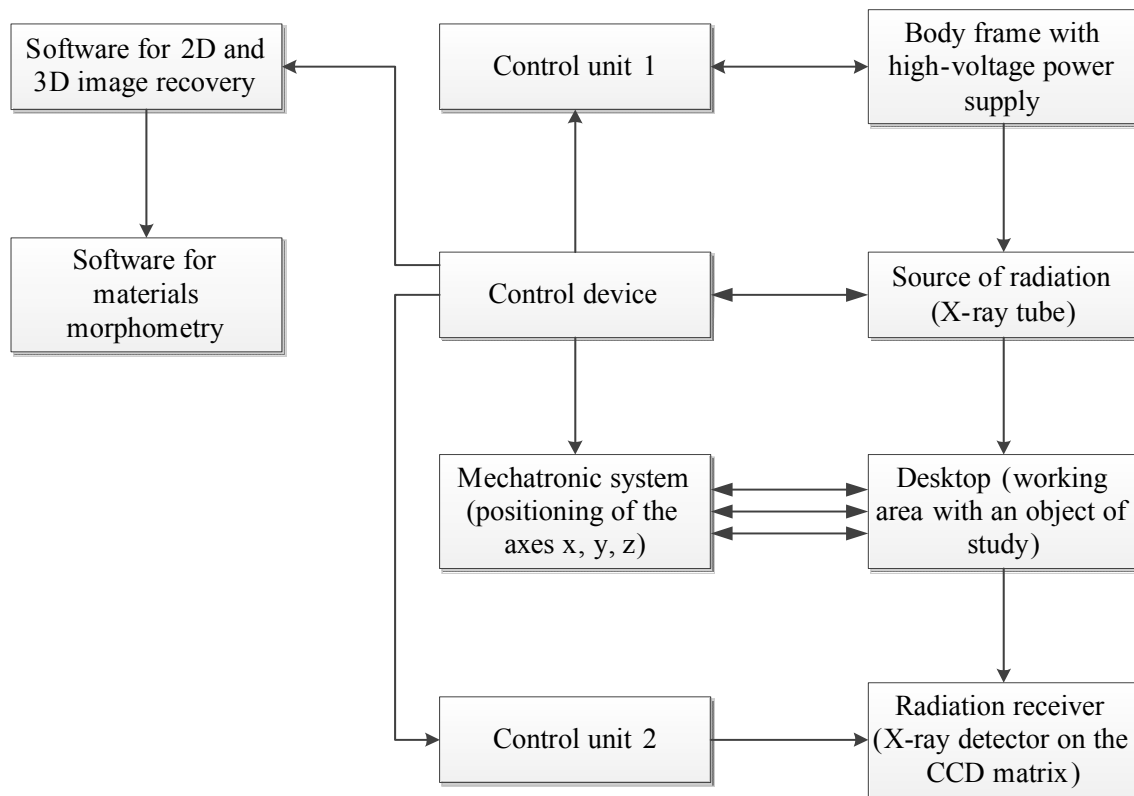 Software for 2D and
3D image recovery
Control unit 1
Body frame with
high-voltage power
supply
Software for
materials
morphometry
Control device
Source of radiation
(X-ray tube)
Mechatronic system
(positioning of the
axes x, y, z)
Desktop (working
area with an object of
study)
Control unit 2
Radiation receiver
(X-ray detector on the
CCD matrix)